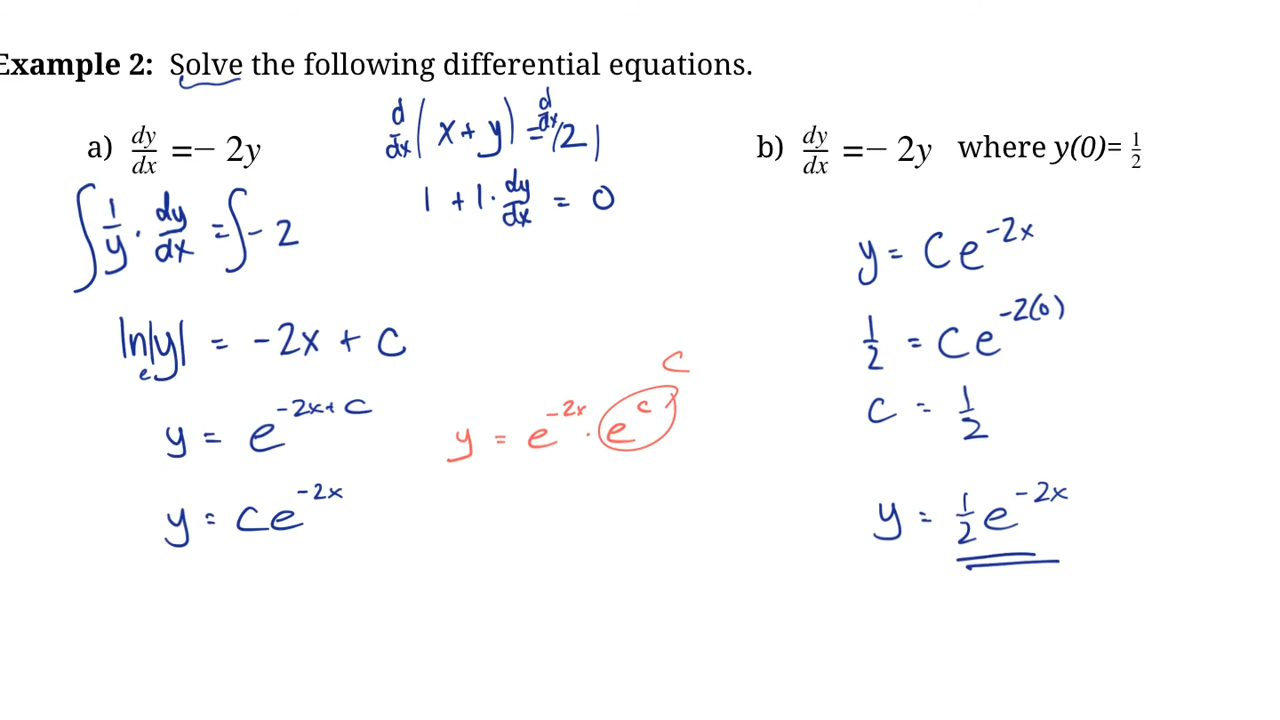 Example 2: Solve the following differential equations.
a) dy/dx =− 2y
d/dx ( x + y ) = d/dx 12 |
∫ 1/y · dy/dx = ∫ - 2
1 + 1 · dy/dx = 0
ln|y| = -2x + C
e
y = e^{-2x+C}
y = e^{-2x} · e^{c}
C
y = Ce^{-2x}
b) dy/dx =− 2y where y(0)= 1/2
y = Ce^{-2x}
1/2 = Ce^{-2(0)}
C = 1/2
y = 1/2 e^{-2x}